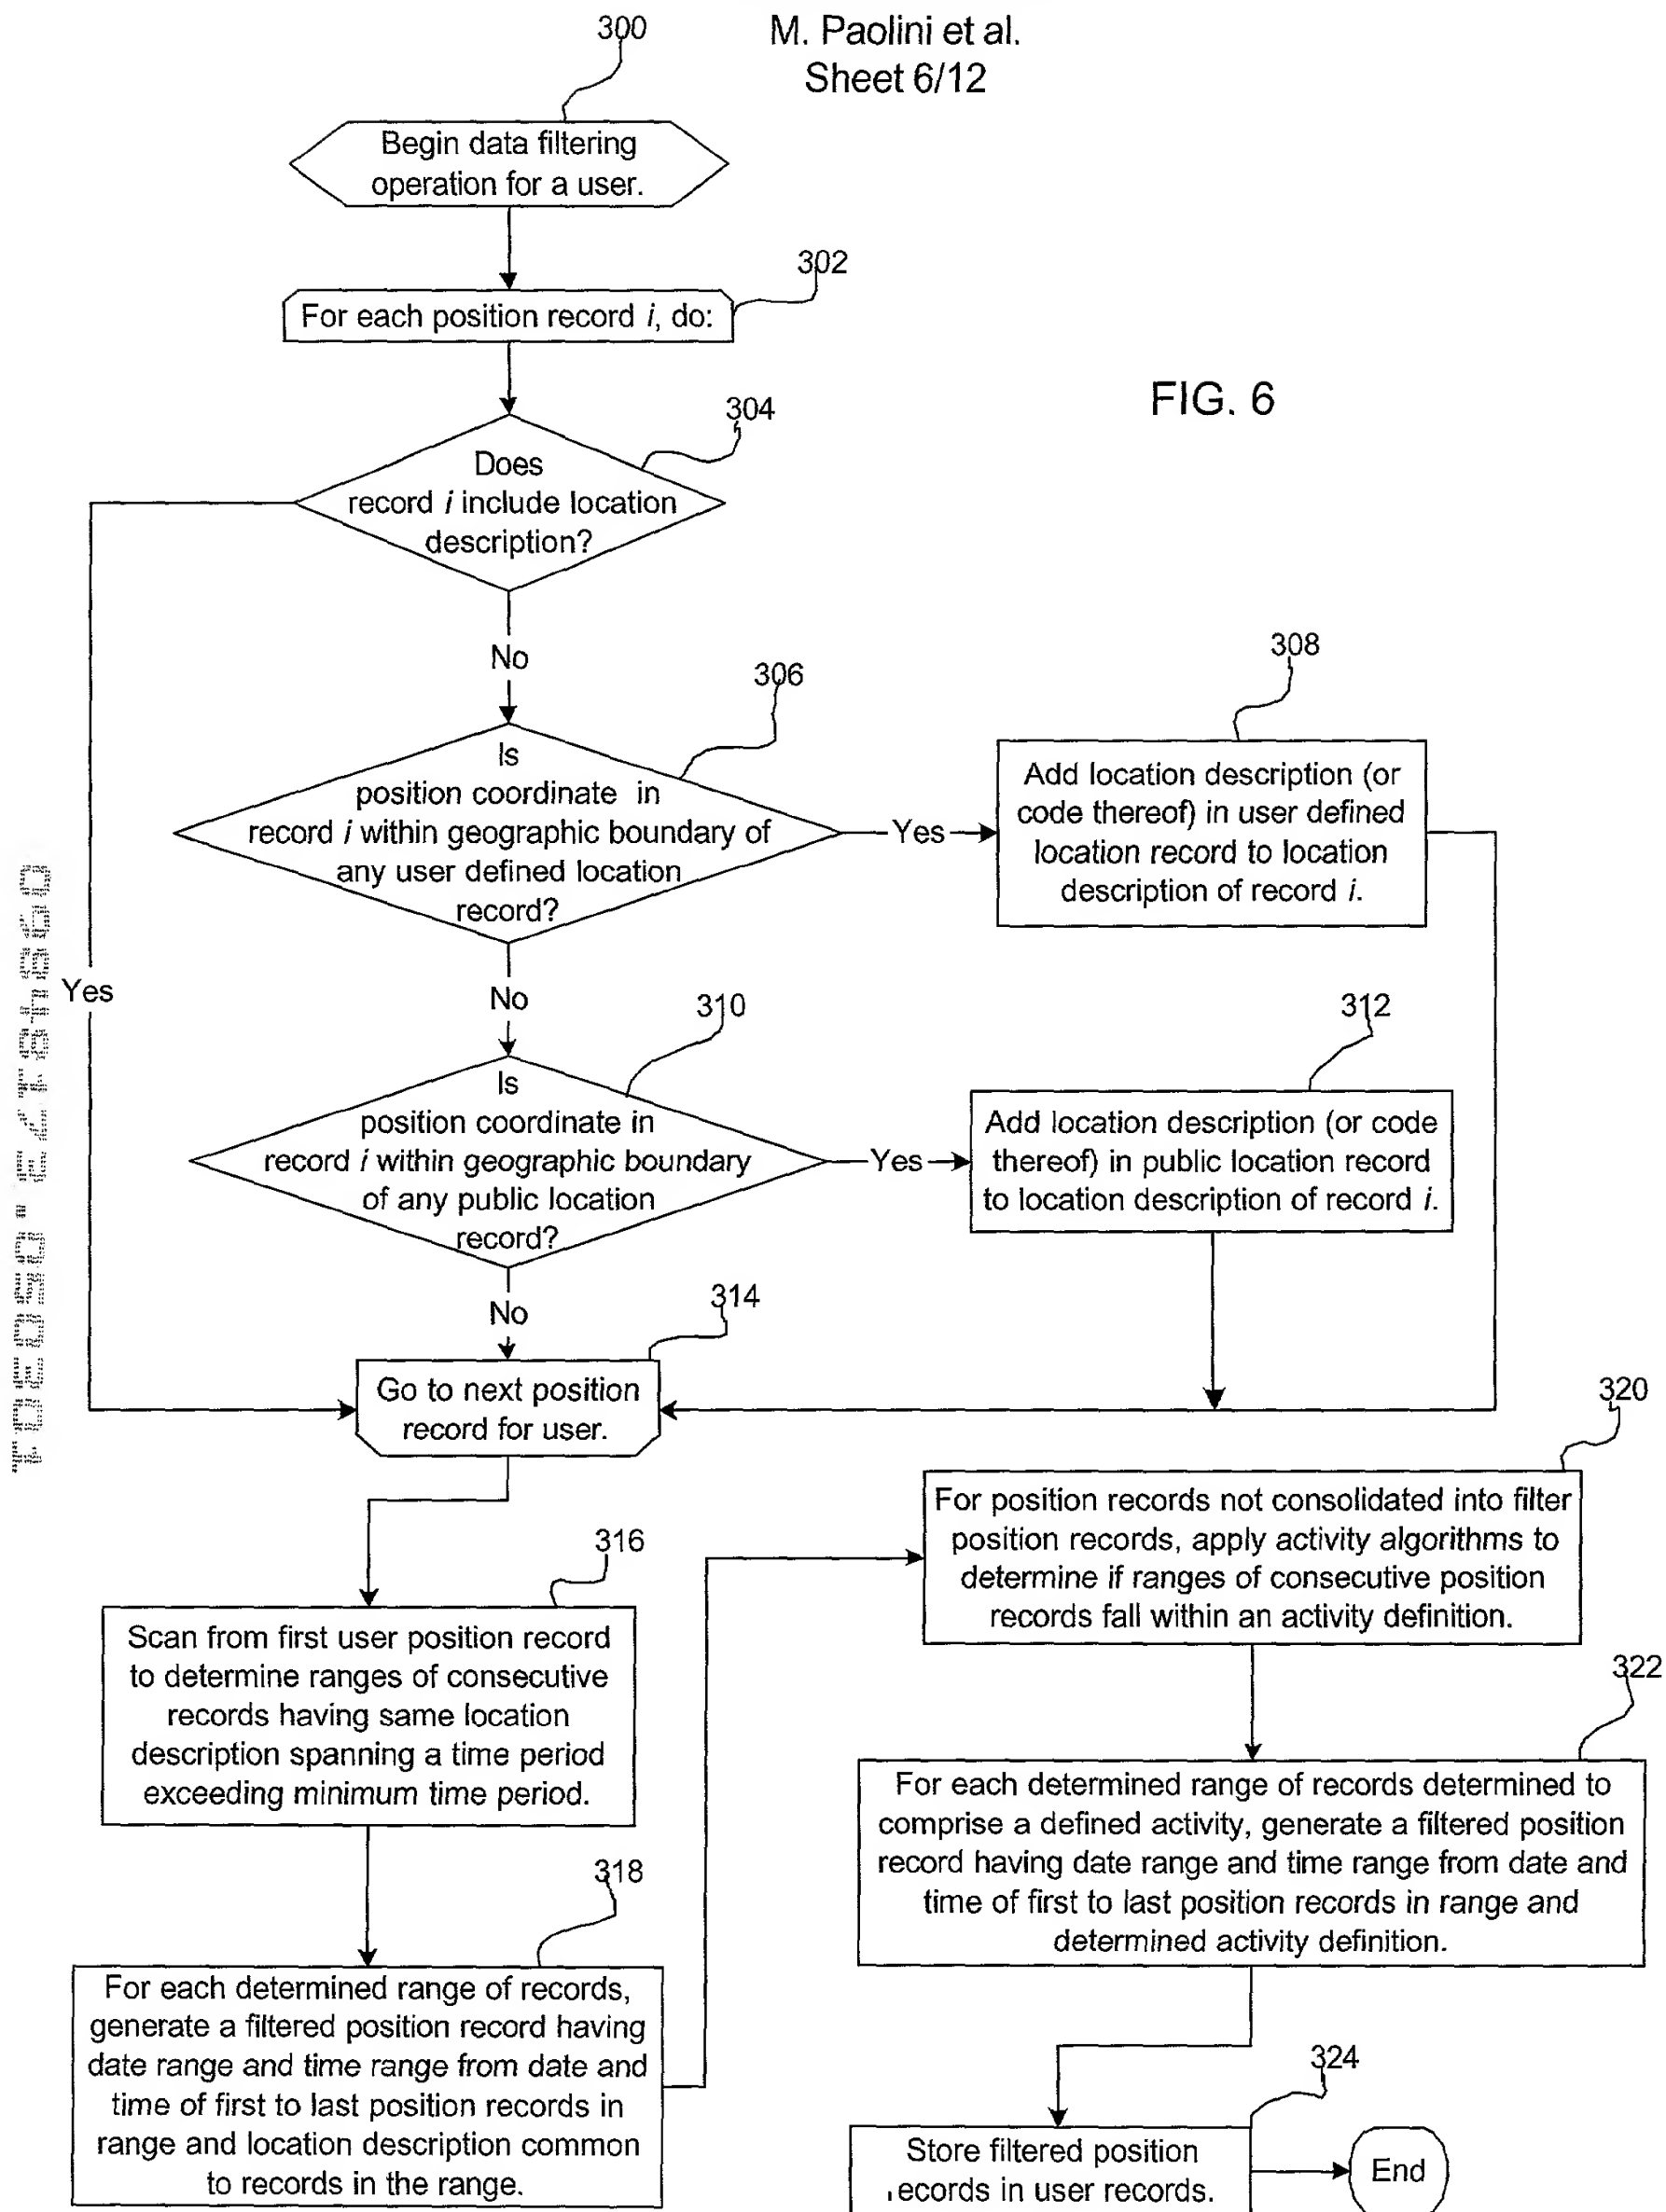 M. Paolini et al.
Sheet 6/12
300
Begin data filtering
operation for a user.
302
For each position record i, do:
FIG. 6
304
Does
record i include location
description?
No
Yes
306
Is
position coordinate in
record i within geographic boundary of
any user defined location
record?
Yes
308
Add location description (or
code thereof) in user defined
location record to location
description of record i.
No
310
Is
position coordinate in
record i within geographic boundary
of any public location
record?
Yes
312
Add location description (or code
thereof) in public location record
to location description of record i.
No
314
Go to next position
record for user.
316
Scan from first user position record
to determine ranges of consecutive
records having same location
description spanning a time period
exceeding minimum time period.
318
For each determined range of records,
generate a filtered position record having
date range and time range from date and
time of first to last position records in
range and location description common
to records in the range.
320
For position records not consolidated into filter
position records, apply activity algorithms to
determine if ranges of consecutive position
records fall within an activity definition.
322
For each determined range of records determined to
comprise a defined activity, generate a filtered position
record having date range and time range from date and
time of first to last position records in range and
determined activity definition.
324
Store filtered position
ecords in user records.
End